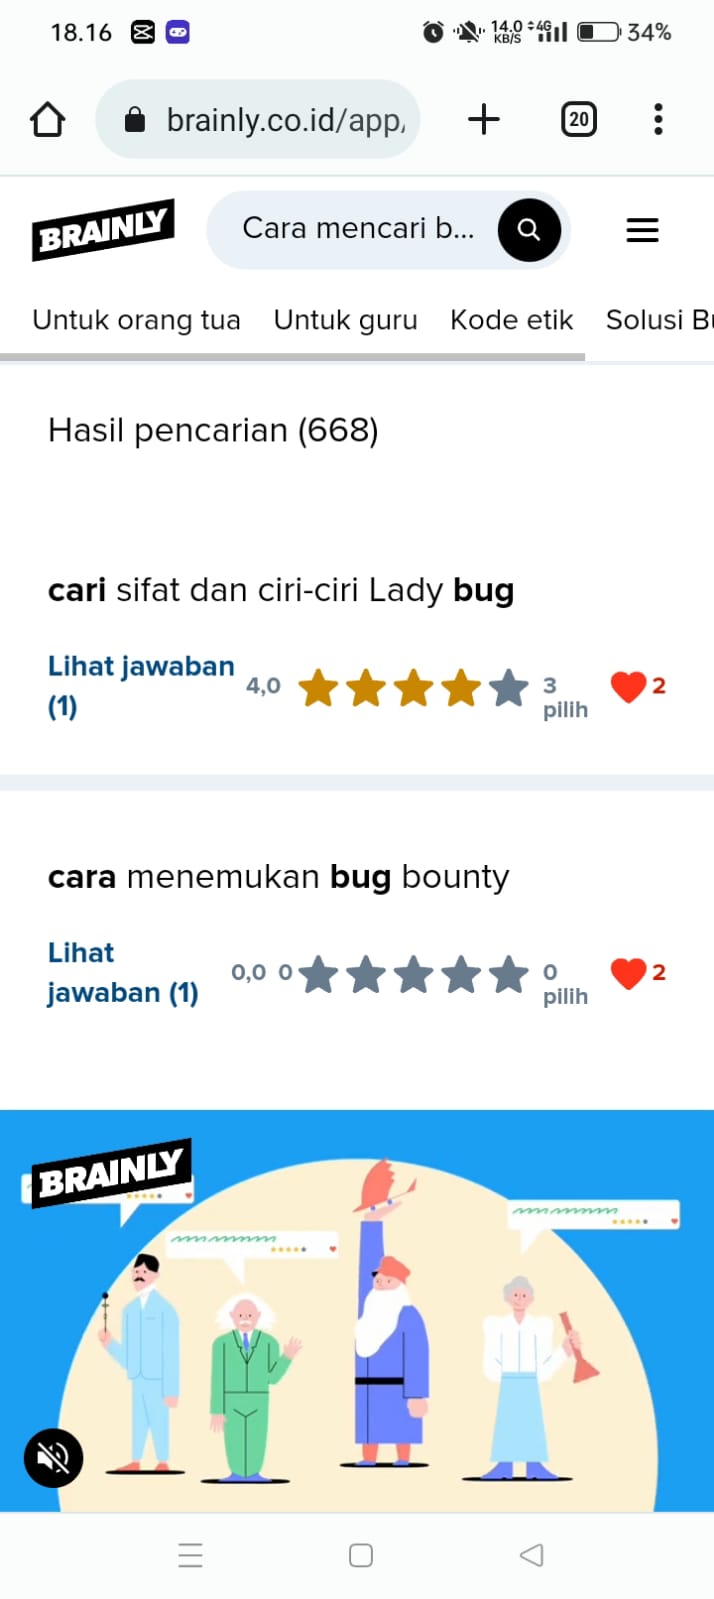 18.16
14.0 KB/S 4G 34%
brainly.co.id/app,
20
BRAINLY
Cara mencari b...
Untuk orang tua Untuk guru Kode etik Solusi Bu
Hasil pencarian (668)
cari sifat dan ciri-ciri Lady bug
Lihat jawaban (1)
4,0
3 pilih
2
cara menemukan bug bounty
Lihat jawaban (1)
0,0 0
0 pilih
2
BRAINLY